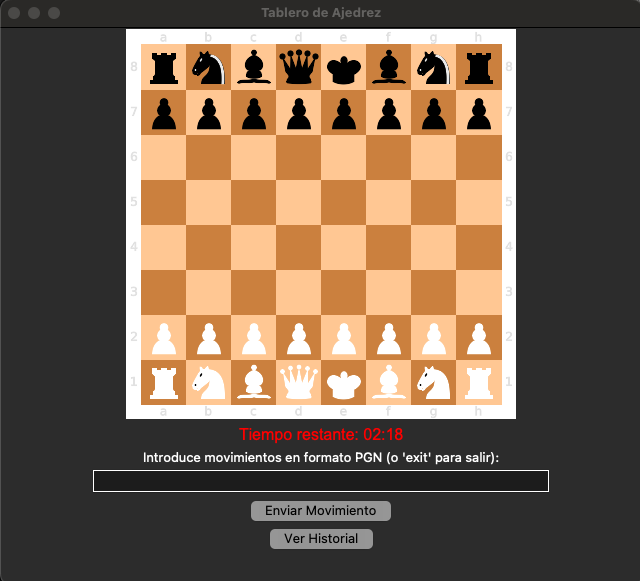 Tablero de Ajedrez
a b c d e f g h
8 8
7 7
6 6
5 5
4 4
3 3
2 2
1 1
a b c d e f g h
Tiempo restante: 02:18
Introduce movimientos en formato PGN (o 'exit' para salir):
Enviar Movimiento
Ver Historial